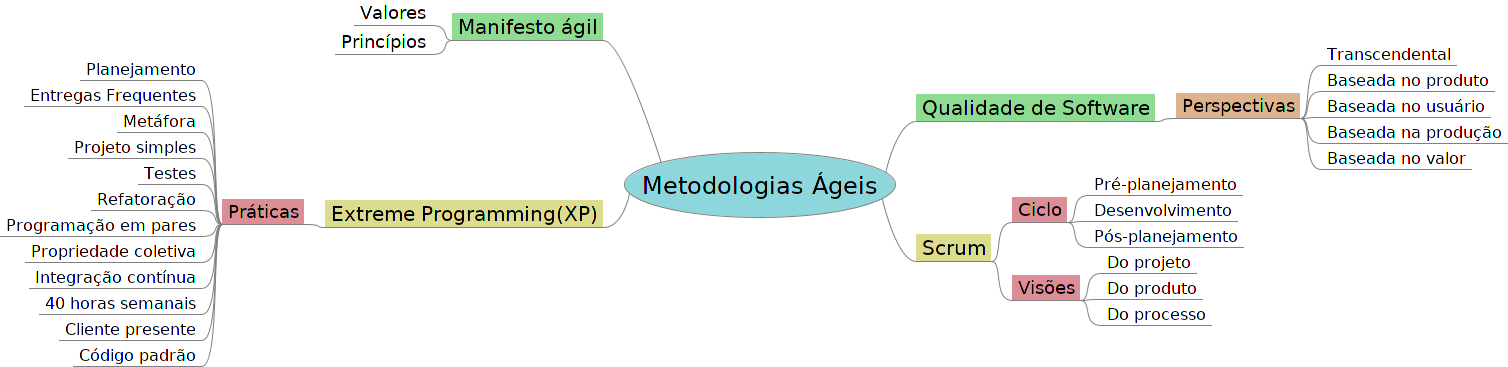 Metodologias Ágeis
Manifesto ágil
Valores
Princípios
Extreme Programming(XP)
Práticas
Planejamento
Entregas Frequentes
Metáfora
Projeto simples
Testes
Refatoração
Programação em pares
Propriedade coletiva
Integração contínua
40 horas semanais
Cliente presente
Código padrão
Qualidade de Software
Perspectivas
Transcendental
Baseada no produto
Baseada no usuário
Baseada na produção
Baseada no valor
Scrum
Ciclo
Pré-planejamento
Desenvolvimento
Pós-planejamento
Visões
Do projeto
Do produto
Do processo